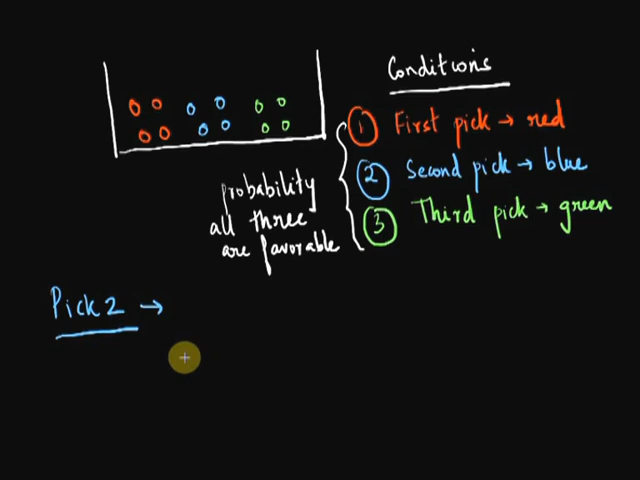 Conditions
① First pick → red
② Second pick → blue
③ Third pick → green
probability
all three
are favorable
Pick 2 →